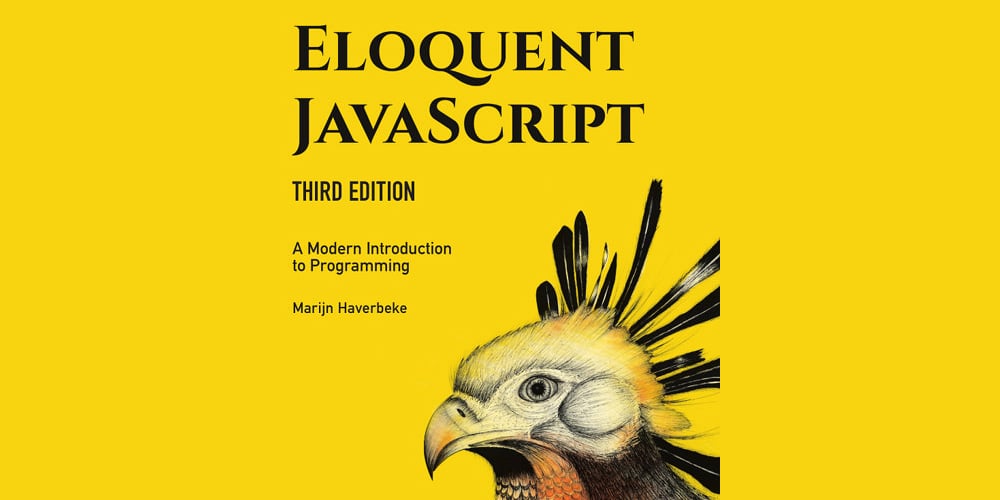 ELOQUENT
JAVASCRIPT
THIRD EDITION
A Modern Introduction
to Programming
Marijn Haverbeke